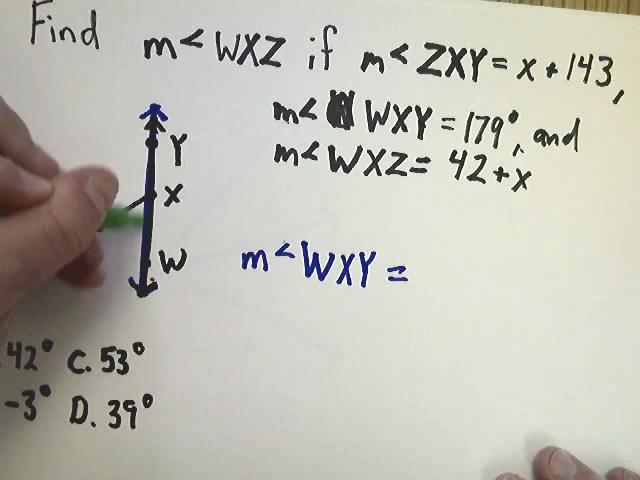 Find m<WXZ if m<ZXY = x + 143,
m< WXY = 179°, and
m< WXZ = 42 + x
Y
X
W
m<WXY =
42° C. 53°
-3° D. 39°